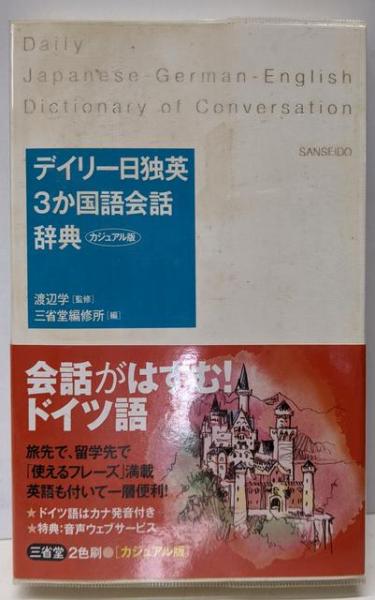 Daily
Japanese-German-English
Dictionary of Conversation
SANSEIDO
デイリー日独英
3か国語会話
辞典 カジュアル版
渡辺学[監修]
三省堂編修所[編]
会話がはずむ!
ドイツ語
旅先で、留学先で
「使えるフレーズ」満載
英語も付いて一層便利!
★ドイツ語はカナ発音付き
★特典:音声ウェブサービス
三省堂 2色刷●[カジュアル版]